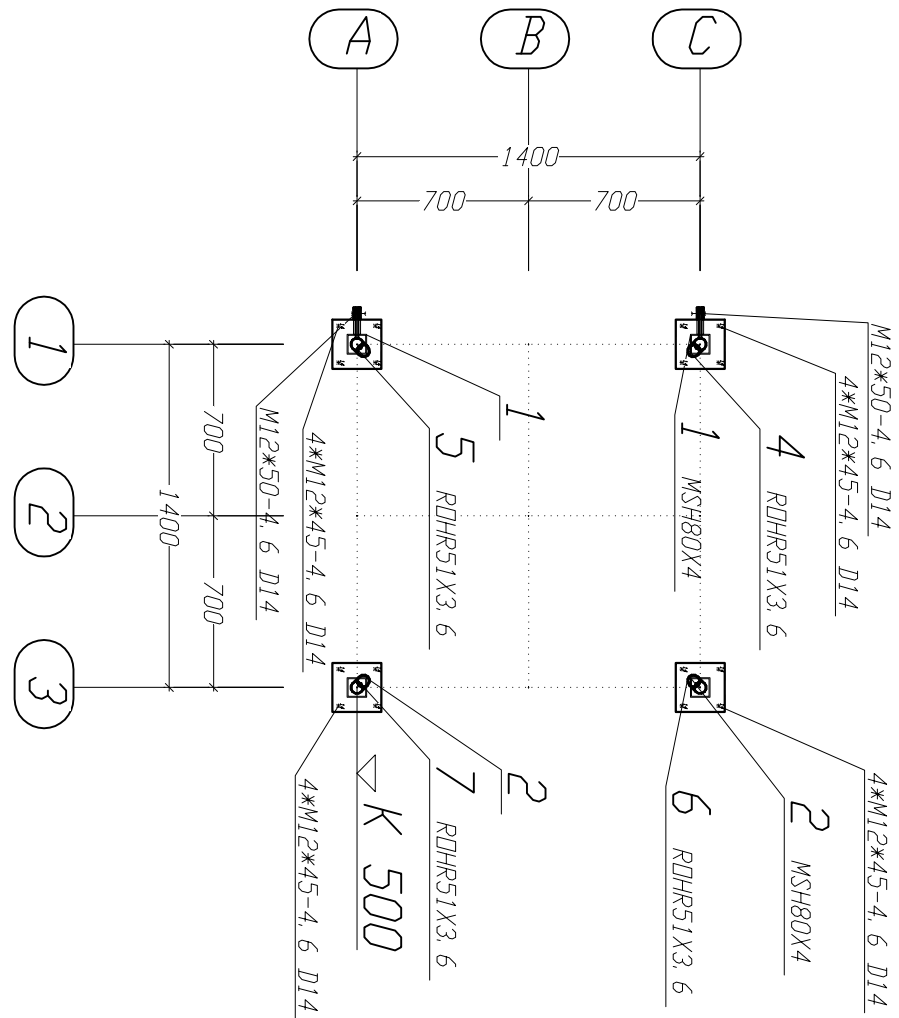 A
B
C
1400
700
700
1
2
3
700
700
1400
M12*50-4.6 D14
4*M12*45-4.6 D14
4 ROHR51X3.6
1 MSH80X4
1
5 ROHR51X3.6
4*M12*45-4.6 D14
M12*50-4.6 D14
4*M12*45-4.6 D14
2 MSH80X4
6 ROHR51X3.6
2
7 ROHR51X3.6
K 500
4*M12*45-4.6 D14